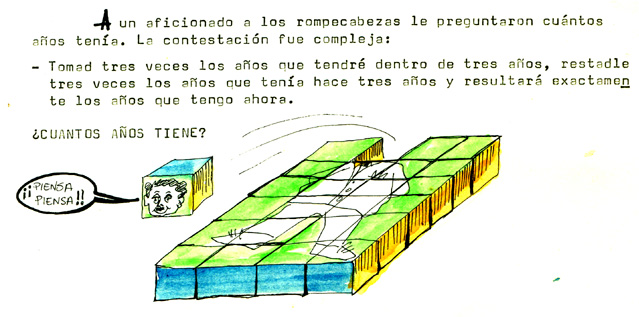 A un aficionado a los rompecabezas le preguntaron cuántos
años tenía. La contestación fue compleja:
- Tomad tres veces los años que tendré dentro de tres años, restadle
tres veces los años que tenía hace tres años y resultará exactamen
te los años que tengo ahora.
¿CUANTOS AÑOS TIENE?
¡¡PIENSA
PIENSA!!